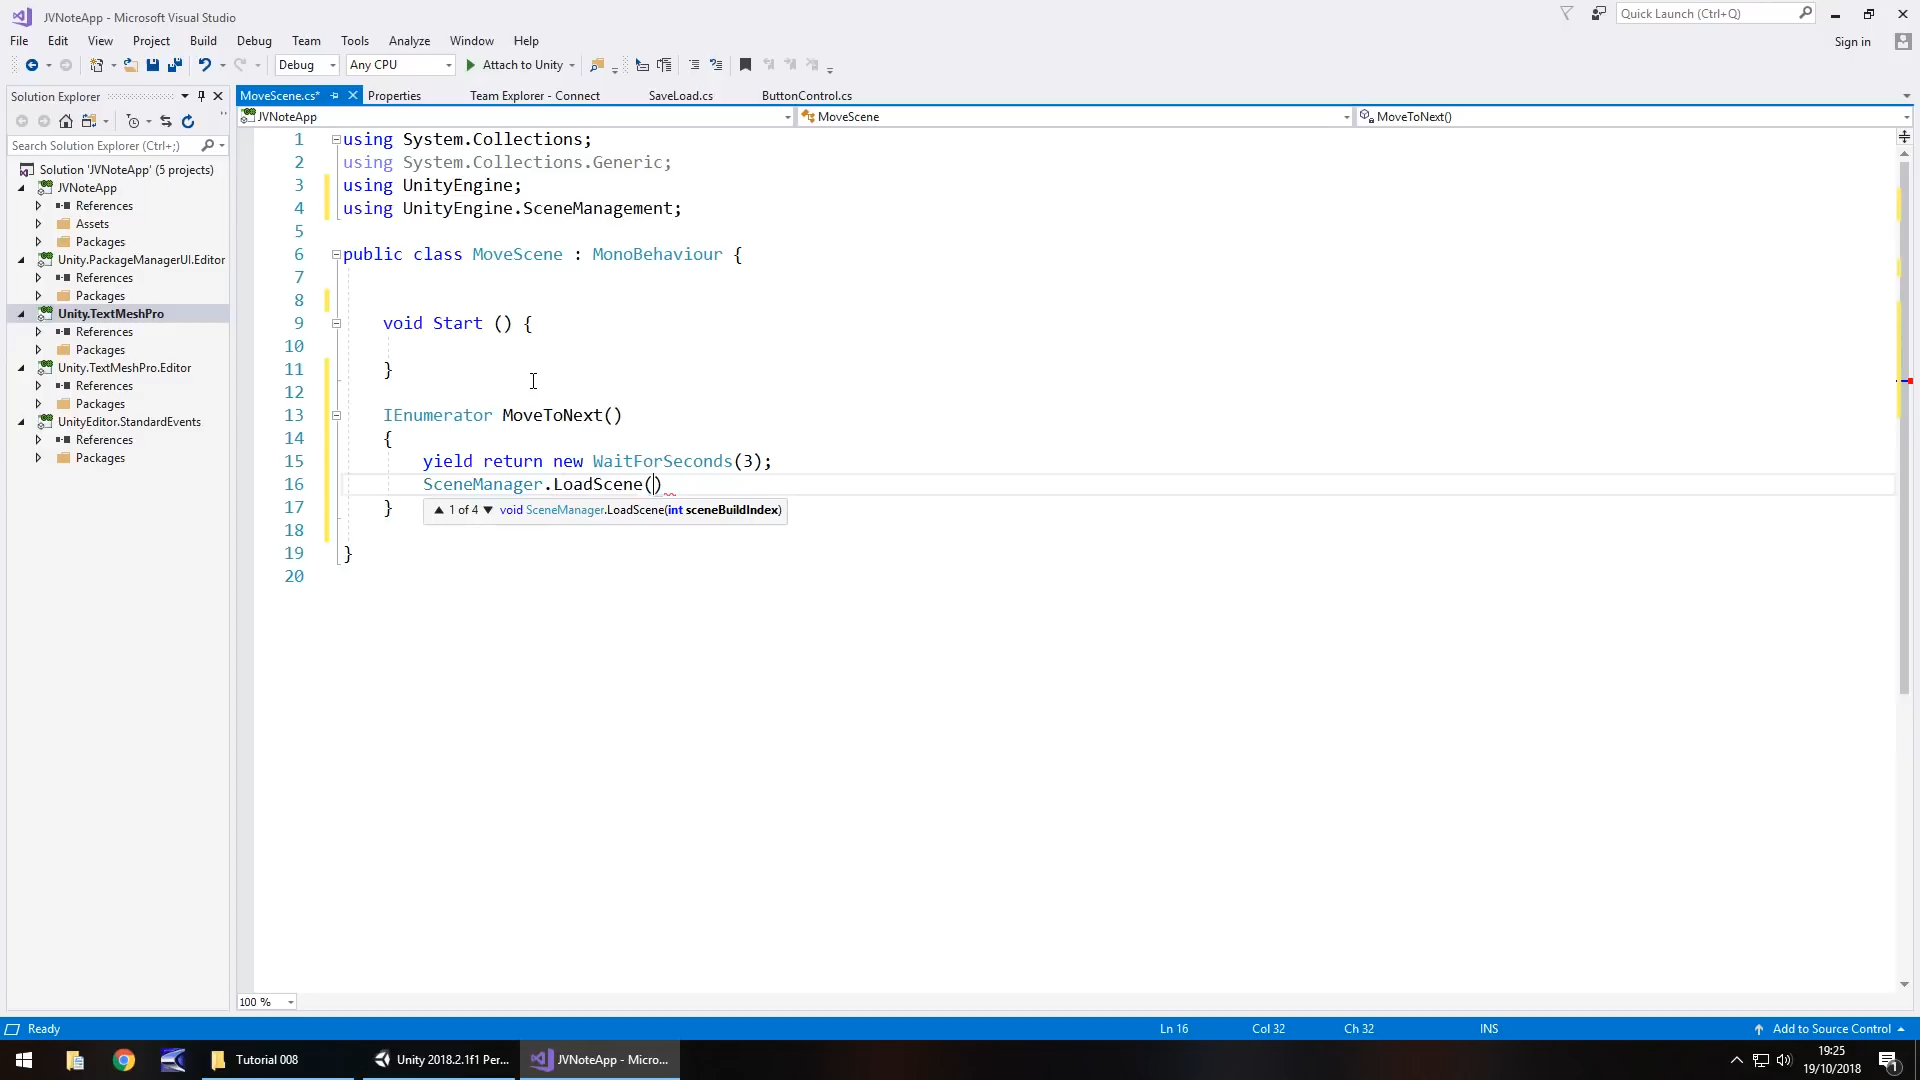 JVNoteApp - Microsoft Visual Studio
Quick Launch (Ctrl+Q)
File Edit View Project Build Debug Team Tools Analyze Window Help
Sign in
Debug Any CPU Attach to Unity
Solution Explorer
MoveScene.cs* Properties Team Explorer - Connect SaveLoad.cs ButtonControl.cs
JVNoteApp MoveScene MoveToNext()
Search Solution Explorer (Ctrl+;)
Solution 'JVNoteApp' (5 projects)
JVNoteApp
References
Assets
Packages
Unity.PackageManagerUI.Editor
References
Packages
Unity.TextMeshPro
References
Packages
Unity.TextMeshPro.Editor
References
Packages
UnityEditor.StandardEvents
References
Packages
1 using System.Collections;
2 using System.Collections.Generic;
3 using UnityEngine;
4 using UnityEngine.SceneManagement;
5
6 public class MoveScene : MonoBehaviour {
7
8
9 void Start () {
10
11 }
12
13 IEnumerator MoveToNext()
14 {
15 yield return new WaitForSeconds(3);
16 SceneManager.LoadScene()
17 }
1 of 4 void SceneManager.LoadScene(int sceneBuildIndex)
18
19 }
20
100 %
Ready Ln 16 Col 32 Ch 32 INS Add to Source Control
Tutorial 008 Unity 2018.2.1f1 Per... JVNoteApp - Micro...
19:25
19/10/2018
1